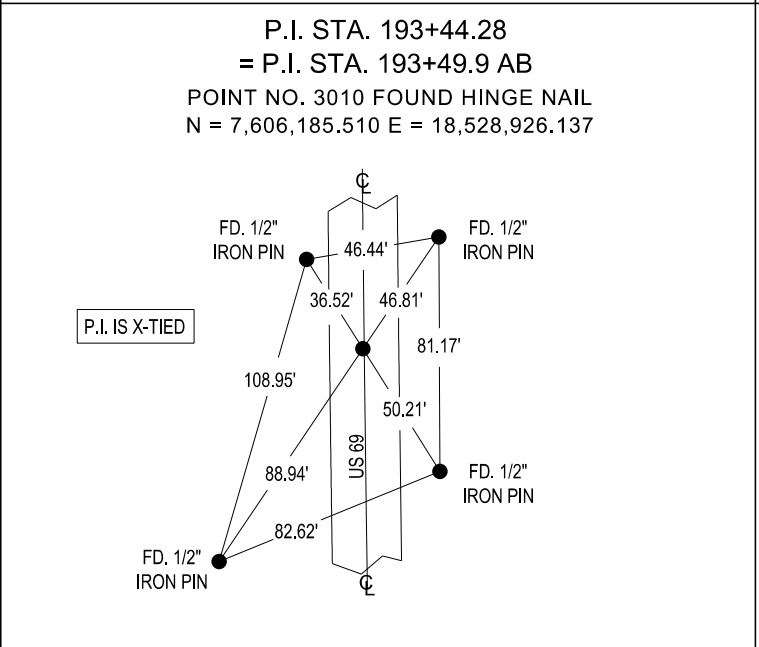 P.I. STA. 193+44.28
= P.I. STA. 193+49.9 AB
POINT NO. 3010 FOUND HINGE NAIL
N = 7,606,185.510 E = 18,528,926.137
℄
FD. 1/2"
IRON PIN
46.44'
FD. 1/2"
IRON PIN
36.52'
46.81'
P.I. IS X-TIED
81.17'
108.95'
50.21'
US 69
88.94'
FD. 1/2"
IRON PIN
82.62'
FD. 1/2"
IRON PIN
℄